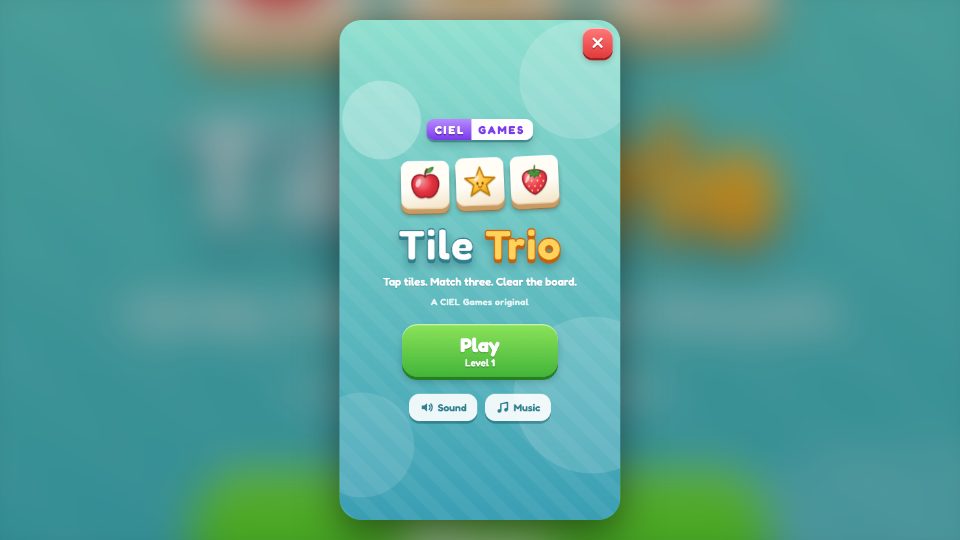 CIEL GAMES
Tile Trio
Tap tiles. Match three. Clear the board.
A CIEL Games original
Play
Level 1
Sound
Music